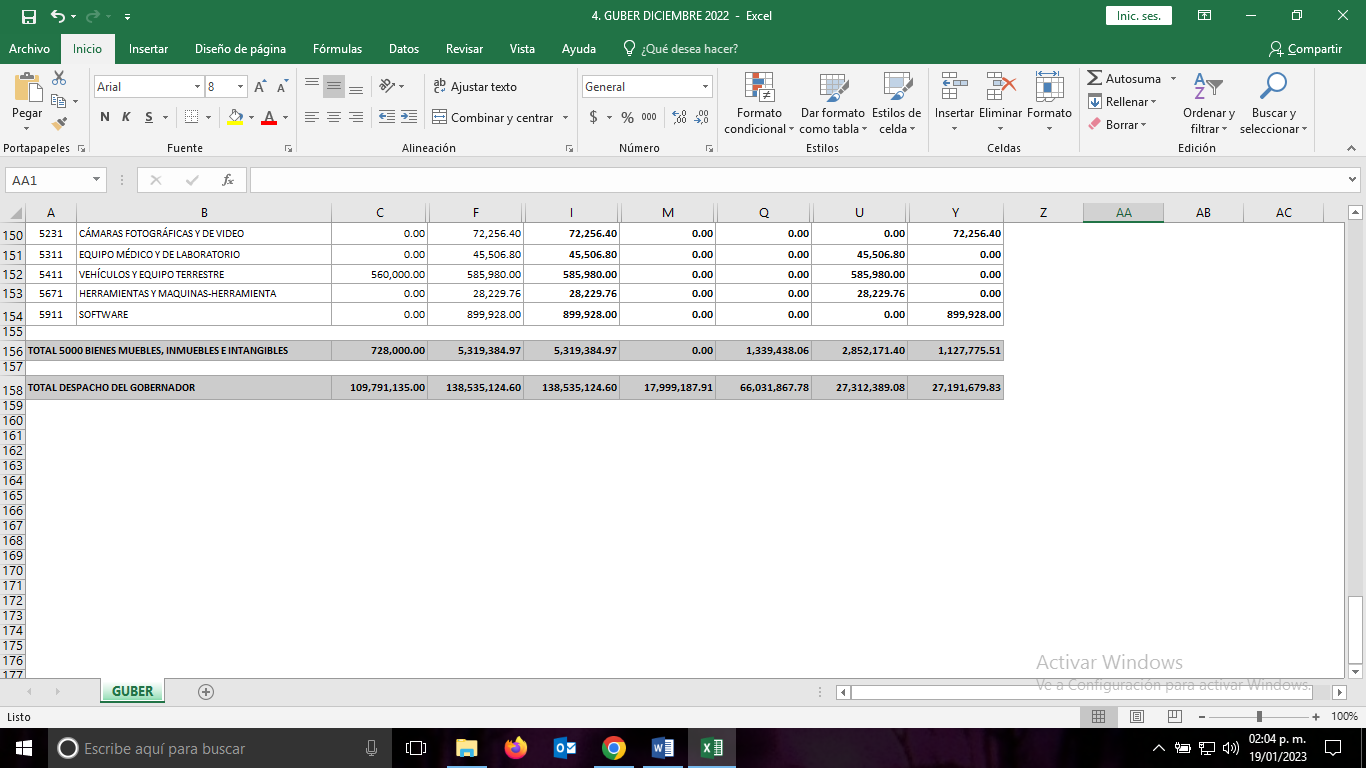 4. GUBER DICIEMBRE 2022 - Excel
Inic. ses.
Archivo Inicio Insertar Diseño de página Fórmulas Datos Revisar Vista Ayuda ¿Qué desea hacer? Compartir
Pegar
Portapapeles
Arial 8
N K S
Fuente
Ajustar texto
Combinar y centrar
Alineación
General
$ % 000
Número
Formato condicional
Dar formato como tabla
Estilos de celda
Estilos
Insertar Eliminar Formato
Celdas
Autosuma
Rellenar
Borrar
Ordenar y filtrar
Buscar y seleccionar
Edición
AA1 fx
A B C F I M Q U Y Z AA AB AC
150 5231 CÁMARAS FOTOGRÁFICAS Y DE VIDEO 0.00 72,256.40 72,256.40 0.00 0.00 0.00 72,256.40
151 5311 EQUIPO MÉDICO Y DE LABORATORIO 0.00 45,506.80 45,506.80 0.00 0.00 45,506.80 0.00
152 5411 VEHÍCULOS Y EQUIPO TERRESTRE 560,000.00 585,980.00 585,980.00 0.00 0.00 585,980.00 0.00
153 5671 HERRAMIENTAS Y MAQUINAS-HERRAMIENTA 0.00 28,229.76 28,229.76 0.00 0.00 28,229.76 0.00
154 5911 SOFTWARE 0.00 899,928.00 899,928.00 0.00 0.00 0.00 899,928.00
155
156 TOTAL 5000 BIENES MUEBLES, INMUEBLES E INTANGIBLES 728,000.00 5,319,384.97 5,319,384.97 0.00 1,339,438.06 2,852,171.40 1,127,775.51
157
158 TOTAL DESPACHO DEL GOBERNADOR 109,791,135.00 138,535,124.60 138,535,124.60 17,999,187.91 66,031,867.78 27,312,389.08 27,191,679.83
159
160
161
162
163
164
165
166
167
168
169
170
171
172
173
174
175
176
177
Activar Windows
Ve a Configuración para activar Windows.
GUBER
Listo
100%
Escribe aquí para buscar
02:04 p. m.
19/01/2023